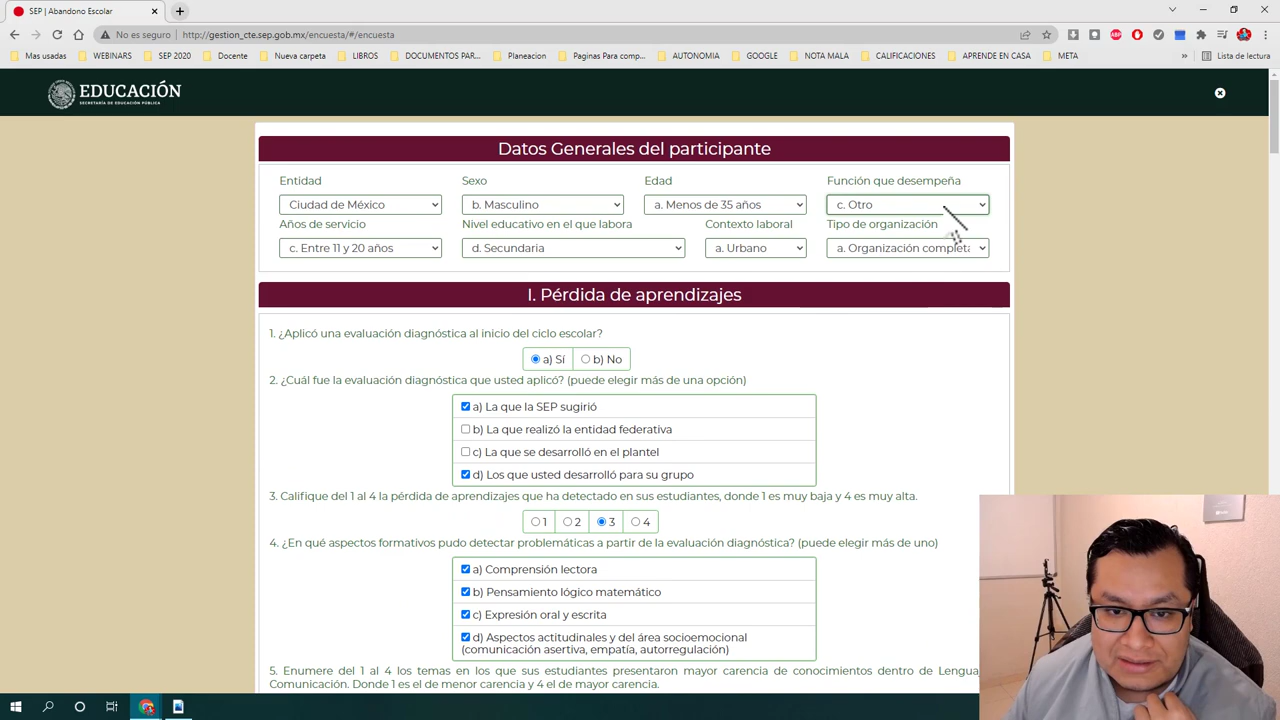 SEP | Abandono Escolar
No es seguro | http://gestion_cte.sep.gob.mx/encuesta/#/encuesta
Mas usadas WEBINARS SEP 2020 Docente Nueva carpeta LIBROS DOCUMENTOS PAR... Planeacion Paginas Para comp... AUTONOMIA GOOGLE NOTA MALA CALIFICACIONES APRENDE EN CASA META » Lista de lectura
EDUCACIÓN
SECRETARÍA DE EDUCACIÓN PÚBLICA
Datos Generales del participante
Entidad Sexo Edad Función que desempeña
Ciudad de México b. Masculino a. Menos de 35 años c. Otro
Años de servicio Nivel educativo en el que labora Contexto laboral Tipo de organización
c. Entre 11 y 20 años d. Secundaria a. Urbano a. Organización completa
I. Pérdida de aprendizajes
1. ¿Aplicó una evaluación diagnóstica al inicio del ciclo escolar?
a) Sí b) No
2. ¿Cuál fue la evaluación diagnóstica que usted aplicó? (puede elegir más de una opción)
a) La que la SEP sugirió
b) La que realizó la entidad federativa
c) La que se desarrolló en el plantel
d) Los que usted desarrolló para su grupo
3. Califique del 1 al 4 la pérdida de aprendizajes que ha detectado en sus estudiantes, donde 1 es muy baja y 4 es muy alta.
1 2 3 4
4. ¿En qué aspectos formativos pudo detectar problemáticas a partir de la evaluación diagnóstica? (puede elegir más de uno)
a) Comprensión lectora
b) Pensamiento lógico matemático
c) Expresión oral y escrita
d) Aspectos actitudinales y del área socioemocional
(comunicación asertiva, empatía, autorregulación)
5. Enumere del 1 al 4 los temas en los que sus estudiantes presentaron mayor carencia de conocimientos dentro de Lengua
Comunicación. Donde 1 es el de menor carencia y 4 el de mayor carencia.